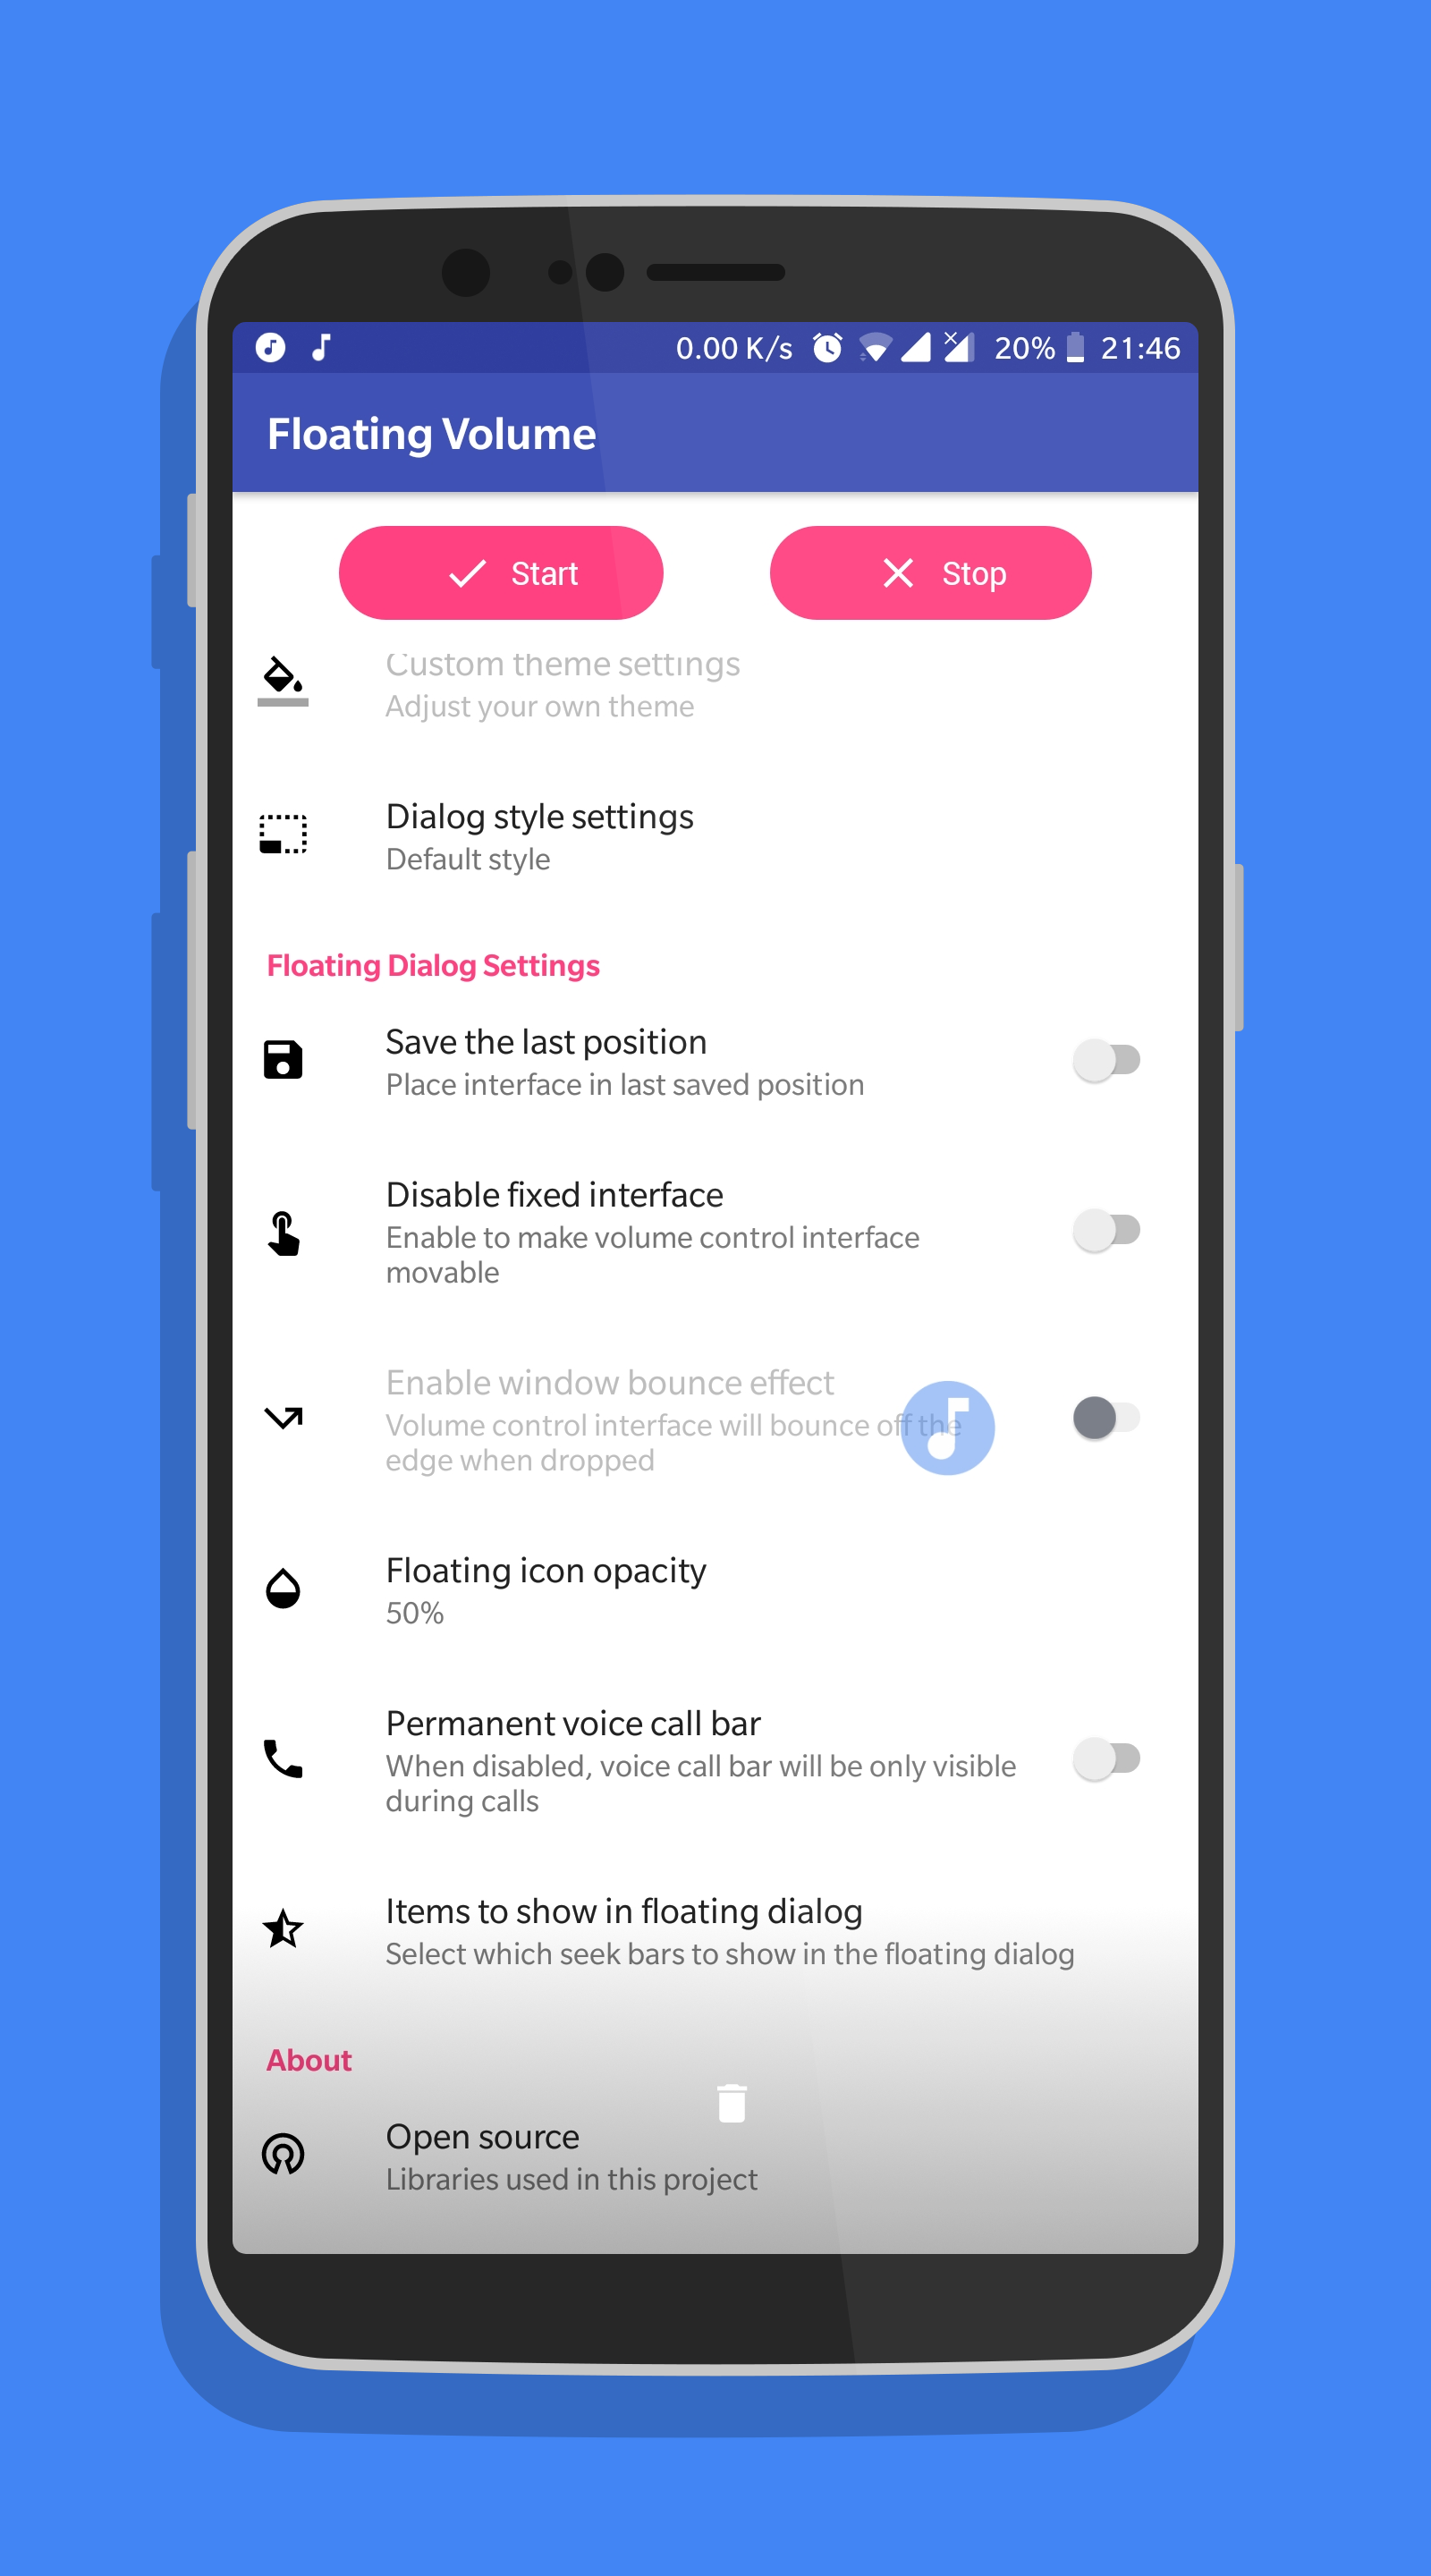 0.00 K/s 20% 21:46
Floating Volume
Start Stop
Custom theme settings
Adjust your own theme
Dialog style settings
Default style
Floating Dialog Settings
Save the last position
Place interface in last saved position
Disable fixed interface
Enable to make volume control interface
movable
Enable window bounce effect
Volume control interface will bounce off the
edge when dropped
Floating icon opacity
50%
Permanent voice call bar
When disabled, voice call bar will be only visible
during calls
Items to show in floating dialog
Select which seek bars to show in the floating dialog
About
Open source
Libraries used in this project